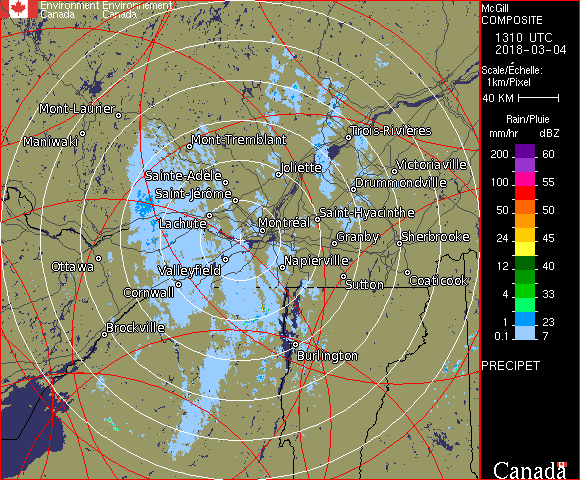 Environment Environnement
Canada Canada
McGill
COMPOSITE
1310 UTC
2018-03-04
Scale/Échelle:
1km/Pixel
40 KM
Rain/Pluie
mm/hr dBZ
200 60
100 55
50 50
24 45
12 40
4 33
1 23
0.1 7
PRECIPET
Canada
Mont-Laurier
Maniwaki
Mont-Tremblant
Trois-Rivières
Sainte-Adèle
Joliette
Victoriaville
Saint-Jérôme
Drummondville
Lachute
Montréal
Saint-Hyacinthe
Granby
Sherbrooke
Ottawa
Valleyfield
Napierville
Cornwall
Sutton
Coaticook
Brockville
Burlington